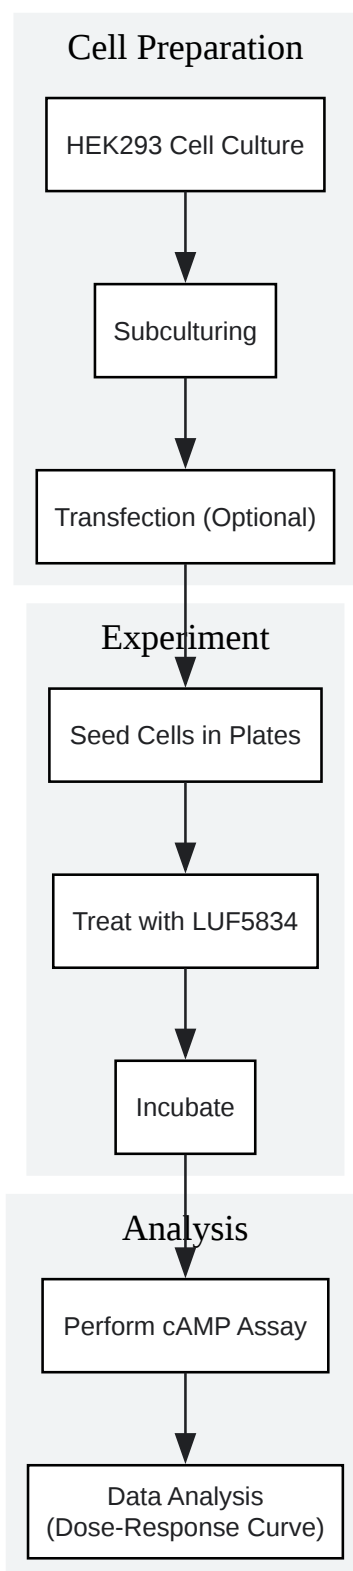 Cell Preparation
HEK293 Cell Culture
Subculturing
Transfection (Optional)
Experiment
Seed Cells in Plates
Treat with LUF5834
Incubate
Analysis
Perform cAMP Assay
Data Analysis
(Dose-Response Curve)